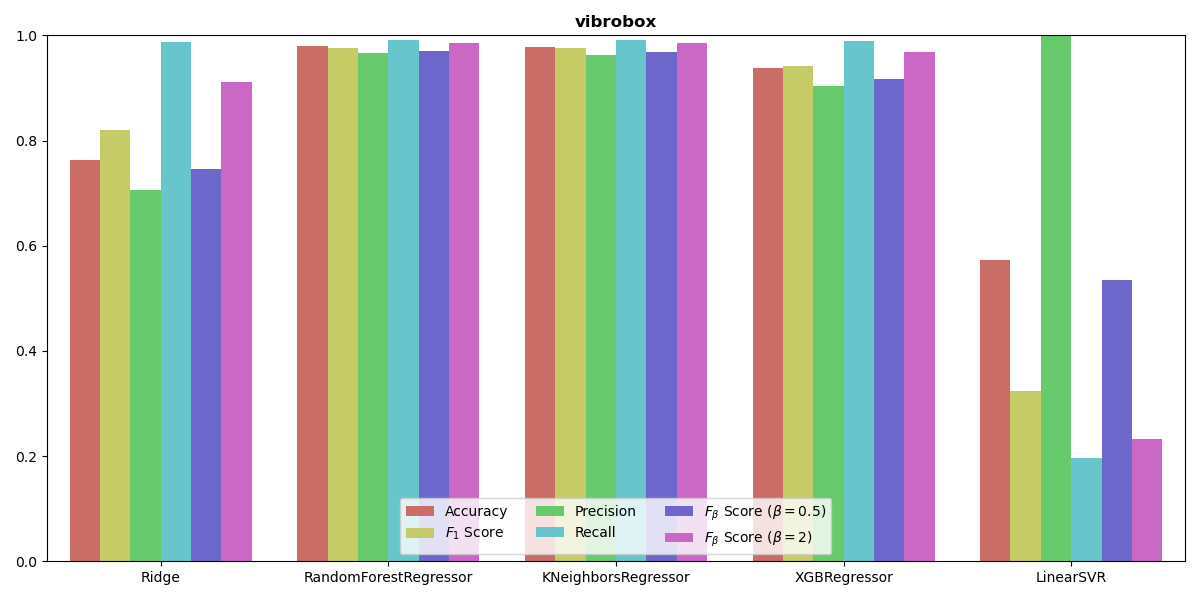 vibrobox
1.0
0.8
0.6
0.4
0.2
0.0
Accuracy
F₁ Score
Precision
Recall
Fᵦ Score (β = 0.5)
Fᵦ Score (β = 2)
Ridge
RandomForestRegressor
KNeighborsRegressor
XGBRegressor
LinearSVR